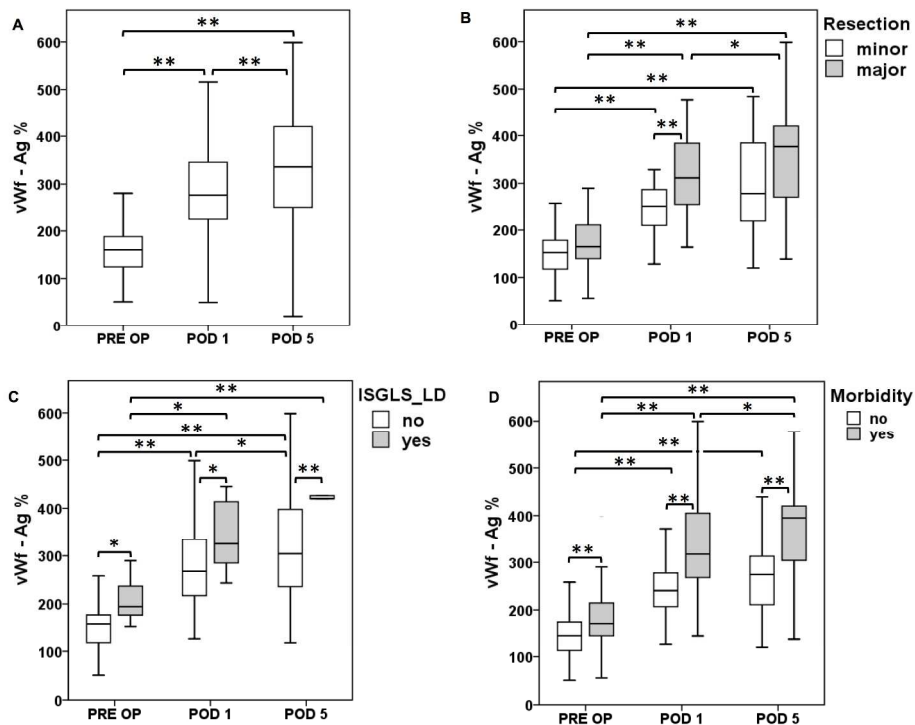 A
vWf - Ag %
600
500
400
300
200
100
0
** 
** **
PRE OP POD 1 POD 5
B
Resection
minor
major
vWf - Ag %
600
500
400
300
200
100
0
**
** *
**
**
**
PRE OP POD 1 POD 5
C
ISGLS_LD
no
yes
vWf - Ag %
600
500
400
300
200
100
0
**
*
**
** *
* **
*
PRE OP POD 1 POD 5
D
Morbidity
no
yes
vWf - Ag %
600
500
400
300
200
100
0
**
** *
**
**
** **
**
PRE OP POD 1 POD 5